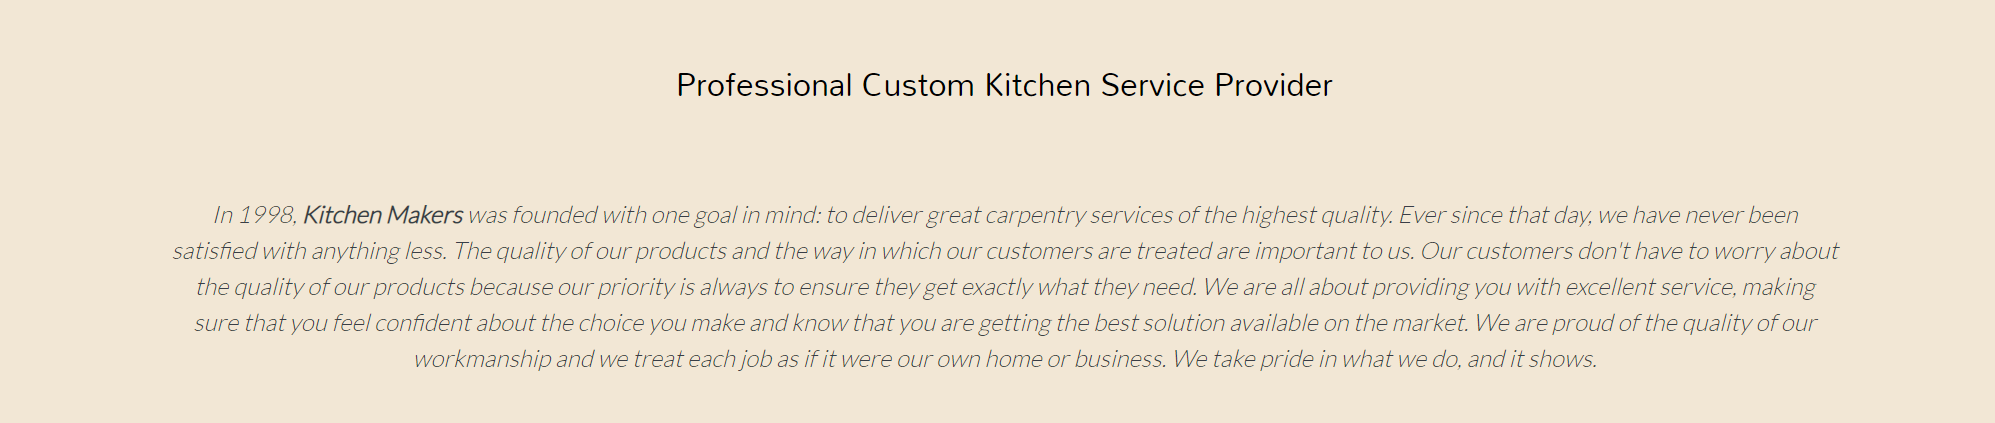 Professional Custom Kitchen Service Provider
In 1998, Kitchen Makers was founded with one goal in mind: to deliver great carpentry services of the highest quality. Ever since that day, we have never been
satisfied with anything less. The quality of our products and the way in which our customers are treated are important to us. Our customers don't have to worry about
the quality of our products because our priority is always to ensure they get exactly what they need. We are all about providing you with excellent service, making
sure that you feel confident about the choice you make and know that you are getting the best solution available on the market. We are proud of the quality of our
workmanship and we treat each job as if it were our own home or business. We take pride in what we do, and it shows.